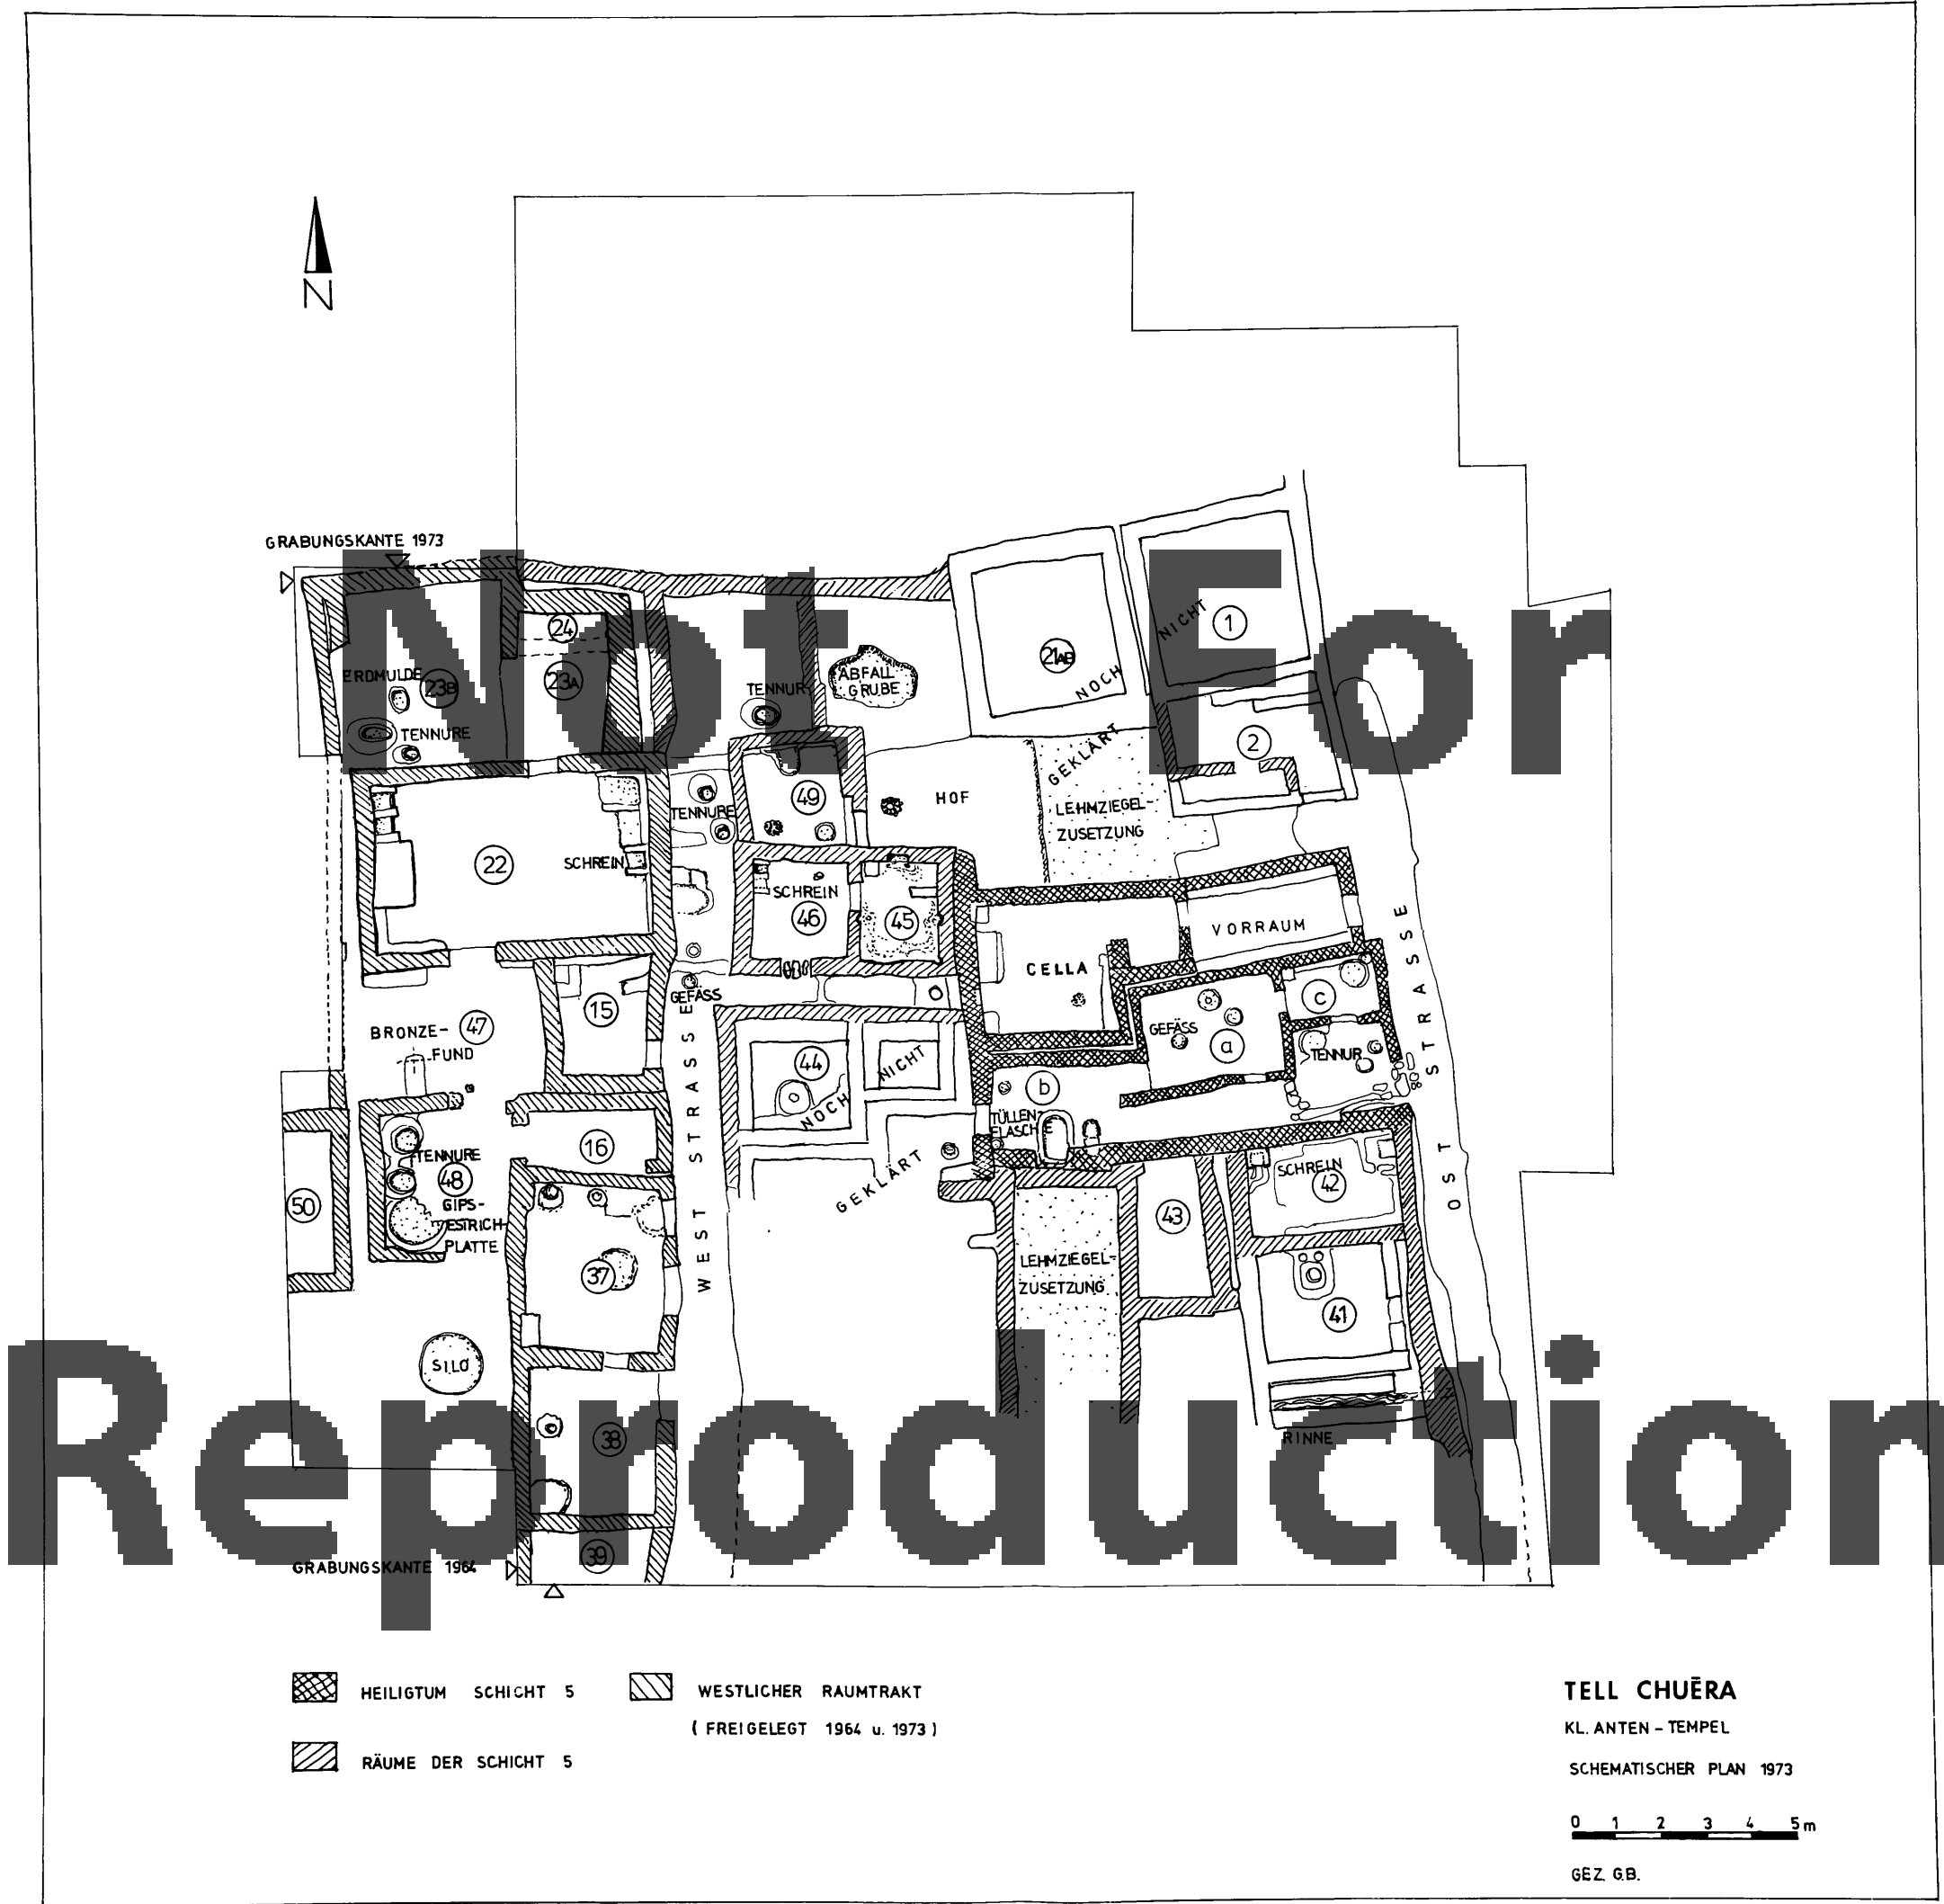 N
GRABUNGSKANTE 1973
24
23A
ERDMULDE
23B
TENNURE
TENNUR
ABFALL
GRUBE
21AB
1
2
NICHT
NOCH
GEKLÄRT
LEHMZIEGEL-
ZUSETZUNG
HOF
49
TENNURE
22
SCHREIN
SCHREIN
46
45
VORRAUM
CELLA
c
GEFÄSS
a
TENNUR
b
TÜLLEN-
FLASCHE
OST STRASSE
15
GEFÄSS
BRONZE-
FUND
47
44
NICHT
NOCH
GEKLÄRT
WEST STRASSE
16
TENNURE
48
GIPS-
ESTRICH-
PLATTE
50
37
SCHREIN
42
43
LEHMZIEGEL-
ZUSETZUNG
41
SILO
38
RINNE
39
GRABUNGSKANTE 1964
Not For
Reproduction
HEILIGTUM SCHICHT 5
WESTLICHER RAUMTRAKT
( FREIGELEGT 1964 u. 1973 )
RÄUME DER SCHICHT 5
TELL CHUĒRA
KL. ANTEN - TEMPEL
SCHEMATISCHER PLAN 1973
0 1 2 3 4 5 m
GEZ. G.B.